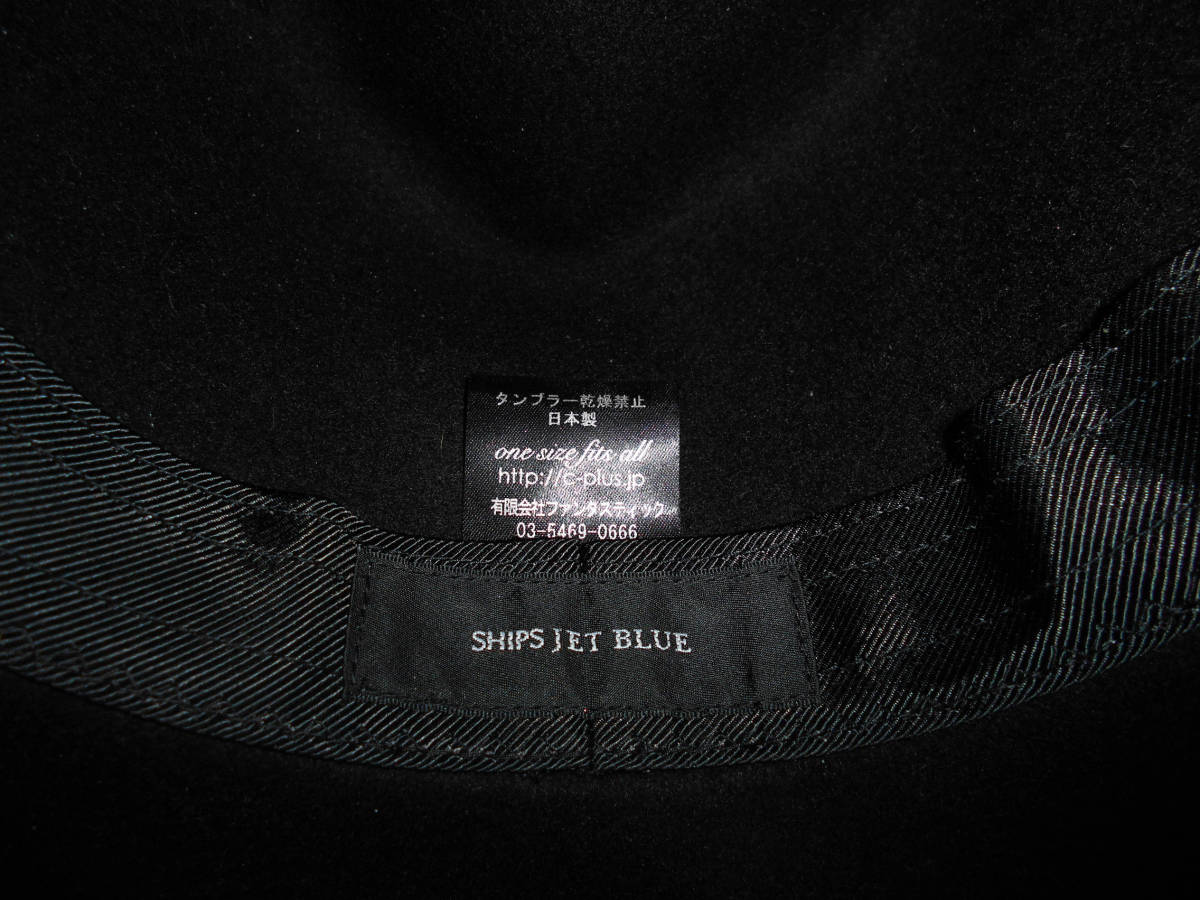 タンブラー乾燥禁止
日本製
one size fits all
http://c-plus.jp
有限会社ファンタスティック
03-5469-0666
SHIPS JET BLUE